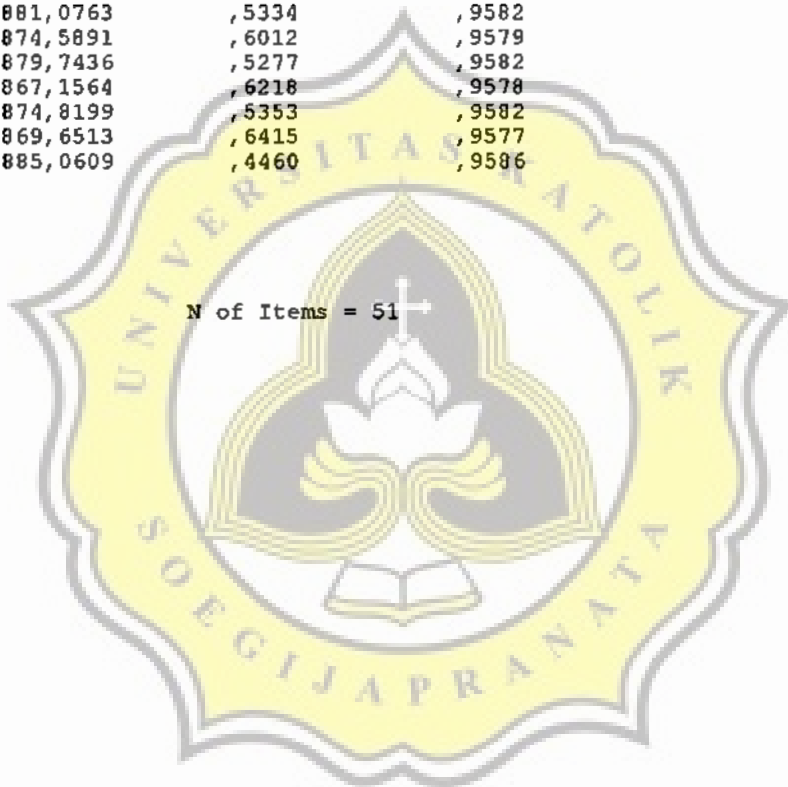 881,0763 ,5334 ,9582
874,5891 ,6012 ,9579
879,7436 ,5277 ,9582
867,1564 ,6218 ,9578
874,8199 ,5353 ,9582
869,6513 ,6415 ,9577
885,0609 ,4460 ,9586
N of Items = 51
UNIVERSITAS KATOLIK
SOEGIJAPRANATA